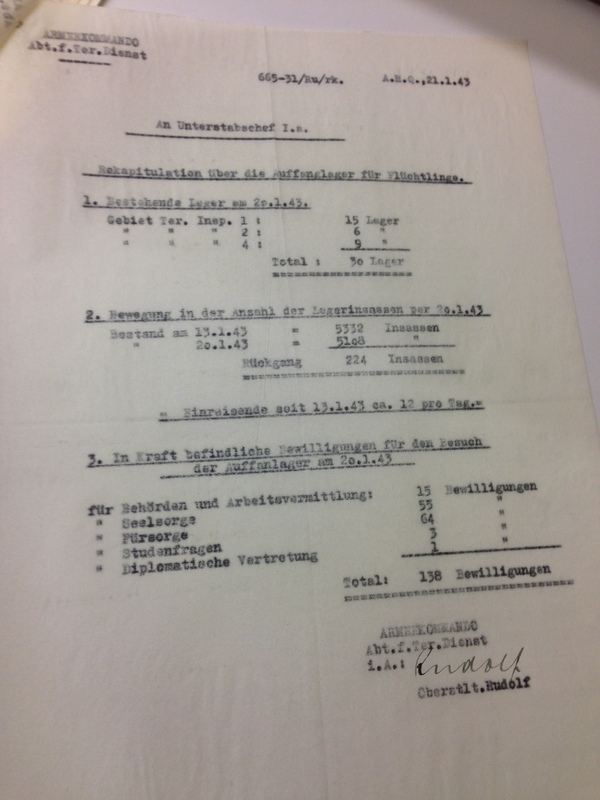 ARMEEKOMMANDO
Abt.f.Ter.Dienst
665-31/Ru/rk. A.H.Q.,21.1.43
An Unterstabschef I.a.
Rekapitulation über die Auffanglager für Flüchtlinge.
1. Bestehende Lager am 20.1.43.
Gebiet Ter. Insp. 1 : 15 Lager
" " " 2: 6 "
" " " 4: 9 "
Total : 30 Lager
2. Bewegung in der Anzahl der Lagerinsassen per 20.1.43
Bestand am 13.1.43 = 5332 Insassen
" 20.1.43 = 5108 "
Rückgang 224 Insassen
" Einreisende seit 13.1.43 ca. 12 pro Tag."
3. In Kraft befindliche Bewilligungen für den Besuch
der Auffanlager am 20.1.43
für Behörden und Arbeitsvermittlung: 15 Bewilligungen
" Seelsorge 55 "
" Fürsorge 64 "
" Studenfragen 3 "
" Diplomatische Vertretung 1 "
Total: 138 Bewilligungen
ARMEEKOMMANDO
Abt.f.Ter.Dienst
i.A.: Rudolf
Oberstlt.Rudolf